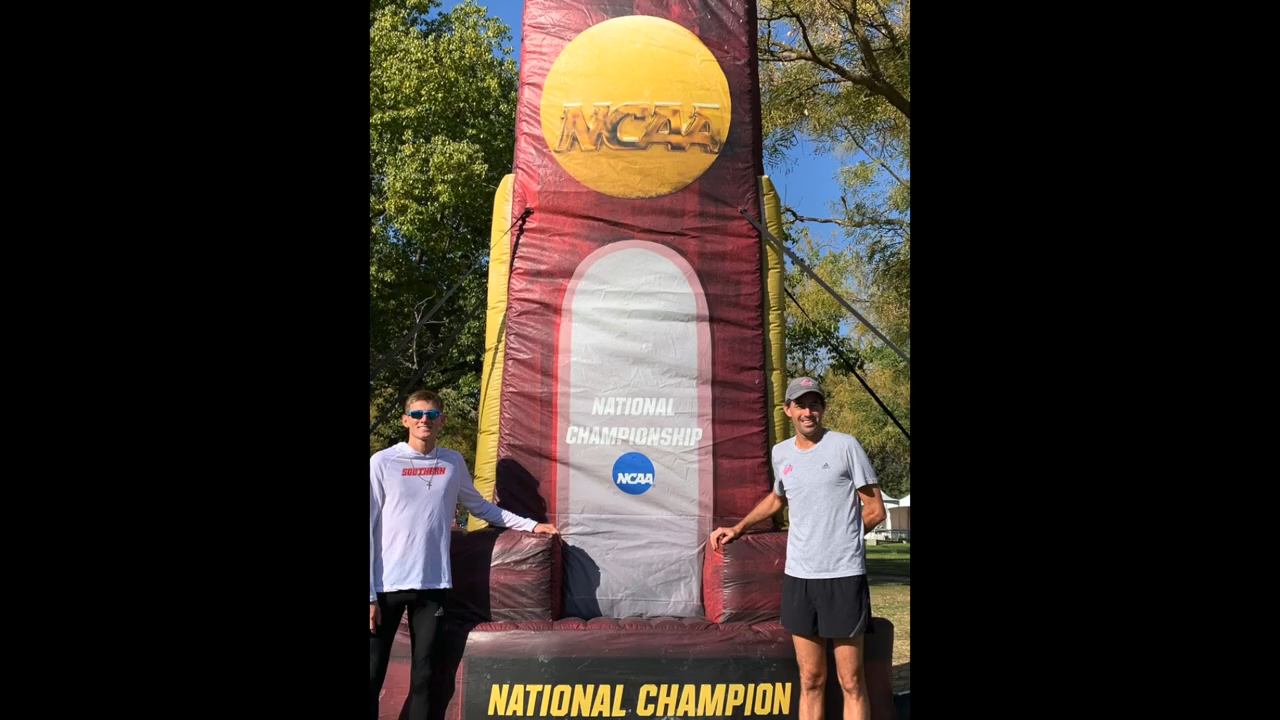 NCAA
NATIONAL
CHAMPIONSHIP
NCAA
SOUTHERN
NATIONAL CHAMPION